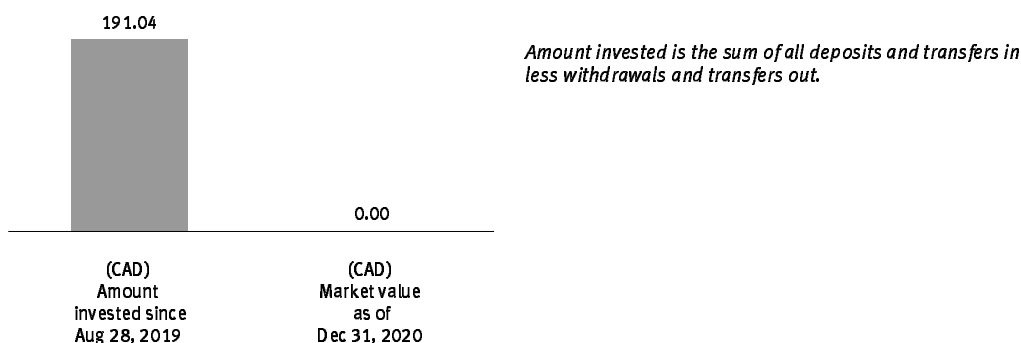 191.04
Amount invested is the sum of all deposits and transfers in
less withdrawals and transfers out.
0.00
(CAD)
Amount
invested since
Aug 28, 2019
(CAD)
Market value
as of
Dec 31, 2020